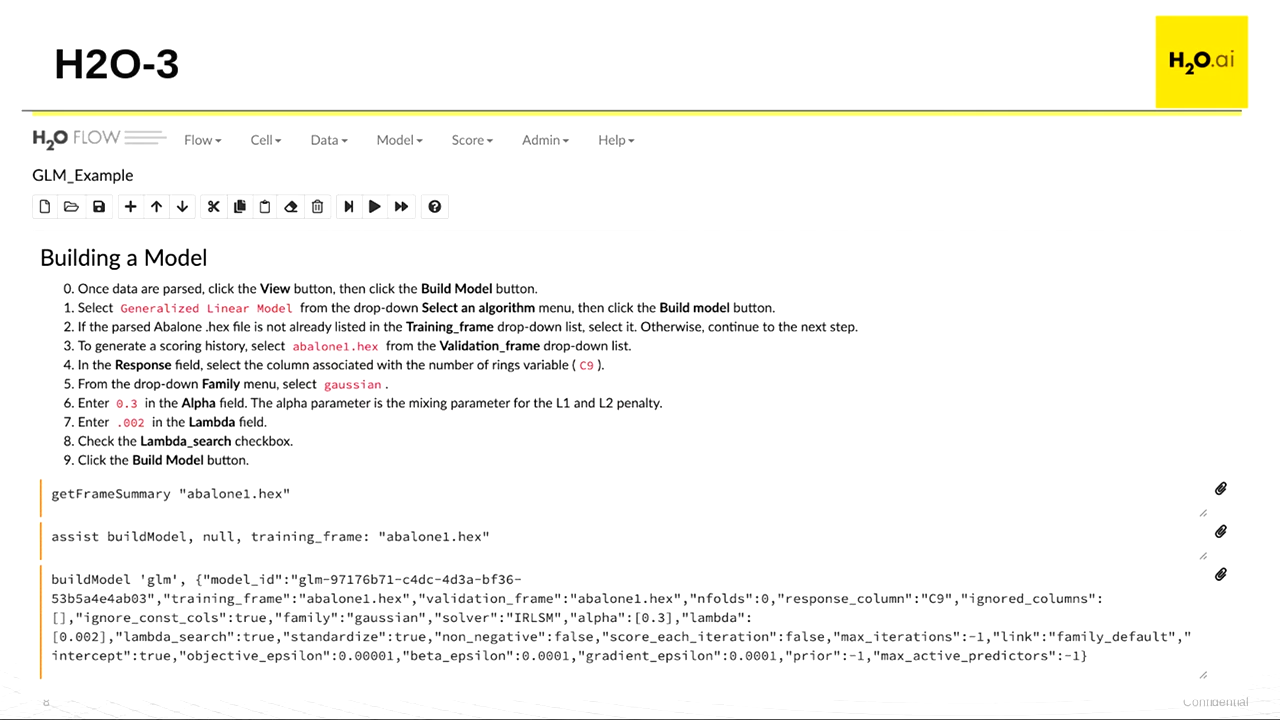 H2O-3
H2O.ai
H2O FLOW Flow Cell Data Model Score Admin Help
GLM_Example
Building a Model
0. Once data are parsed, click the View button, then click the Build Model button.
1. Select Generalized Linear Model from the drop-down Select an algorithm menu, then click the Build model button.
2. If the parsed Abalone .hex file is not already listed in the Training_frame drop-down list, select it. Otherwise, continue to the next step.
3. To generate a scoring history, select abalone1.hex from the Validation_frame drop-down list.
4. In the Response field, select the column associated with the number of rings variable ( C9 ).
5. From the drop-down Family menu, select gaussian .
6. Enter 0.3 in the Alpha field. The alpha parameter is the mixing parameter for the L1 and L2 penalty.
7. Enter .002 in the Lambda field.
8. Check the Lambda_search checkbox.
9. Click the Build Model button.
getFrameSummary "abalone1.hex"
assist buildModel, null, training_frame: "abalone1.hex"
buildModel 'glm', {"model_id":"glm-97176b71-c4dc-4d3a-bf36-
53b5a4e4ab03","training_frame":"abalone1.hex","validation_frame":"abalone1.hex","nfolds":0,"response_column":"C9","ignored_columns":
[],"ignore_const_cols":true,"family":"gaussian","solver":"IRLSM","alpha":[0.3],"lambda":
[0.002],"lambda_search":true,"standardize":true,"non_negative":false,"score_each_iteration":false,"max_iterations":-1,"link":"family_default","
intercept":true,"objective_epsilon":0.00001,"beta_epsilon":0.0001,"gradient_epsilon":0.0001,"prior":-1,"max_active_predictors":-1}
8
Confidential